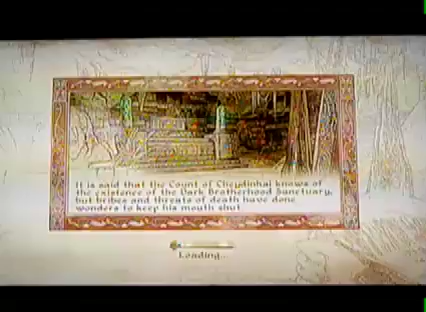 It is said that the Count of Cheydinhal knows of
the existence of the Dark Brotherhood Sanctuary,
but bribes and threats of death have done
wonders to keep his mouth shut.
Loading...